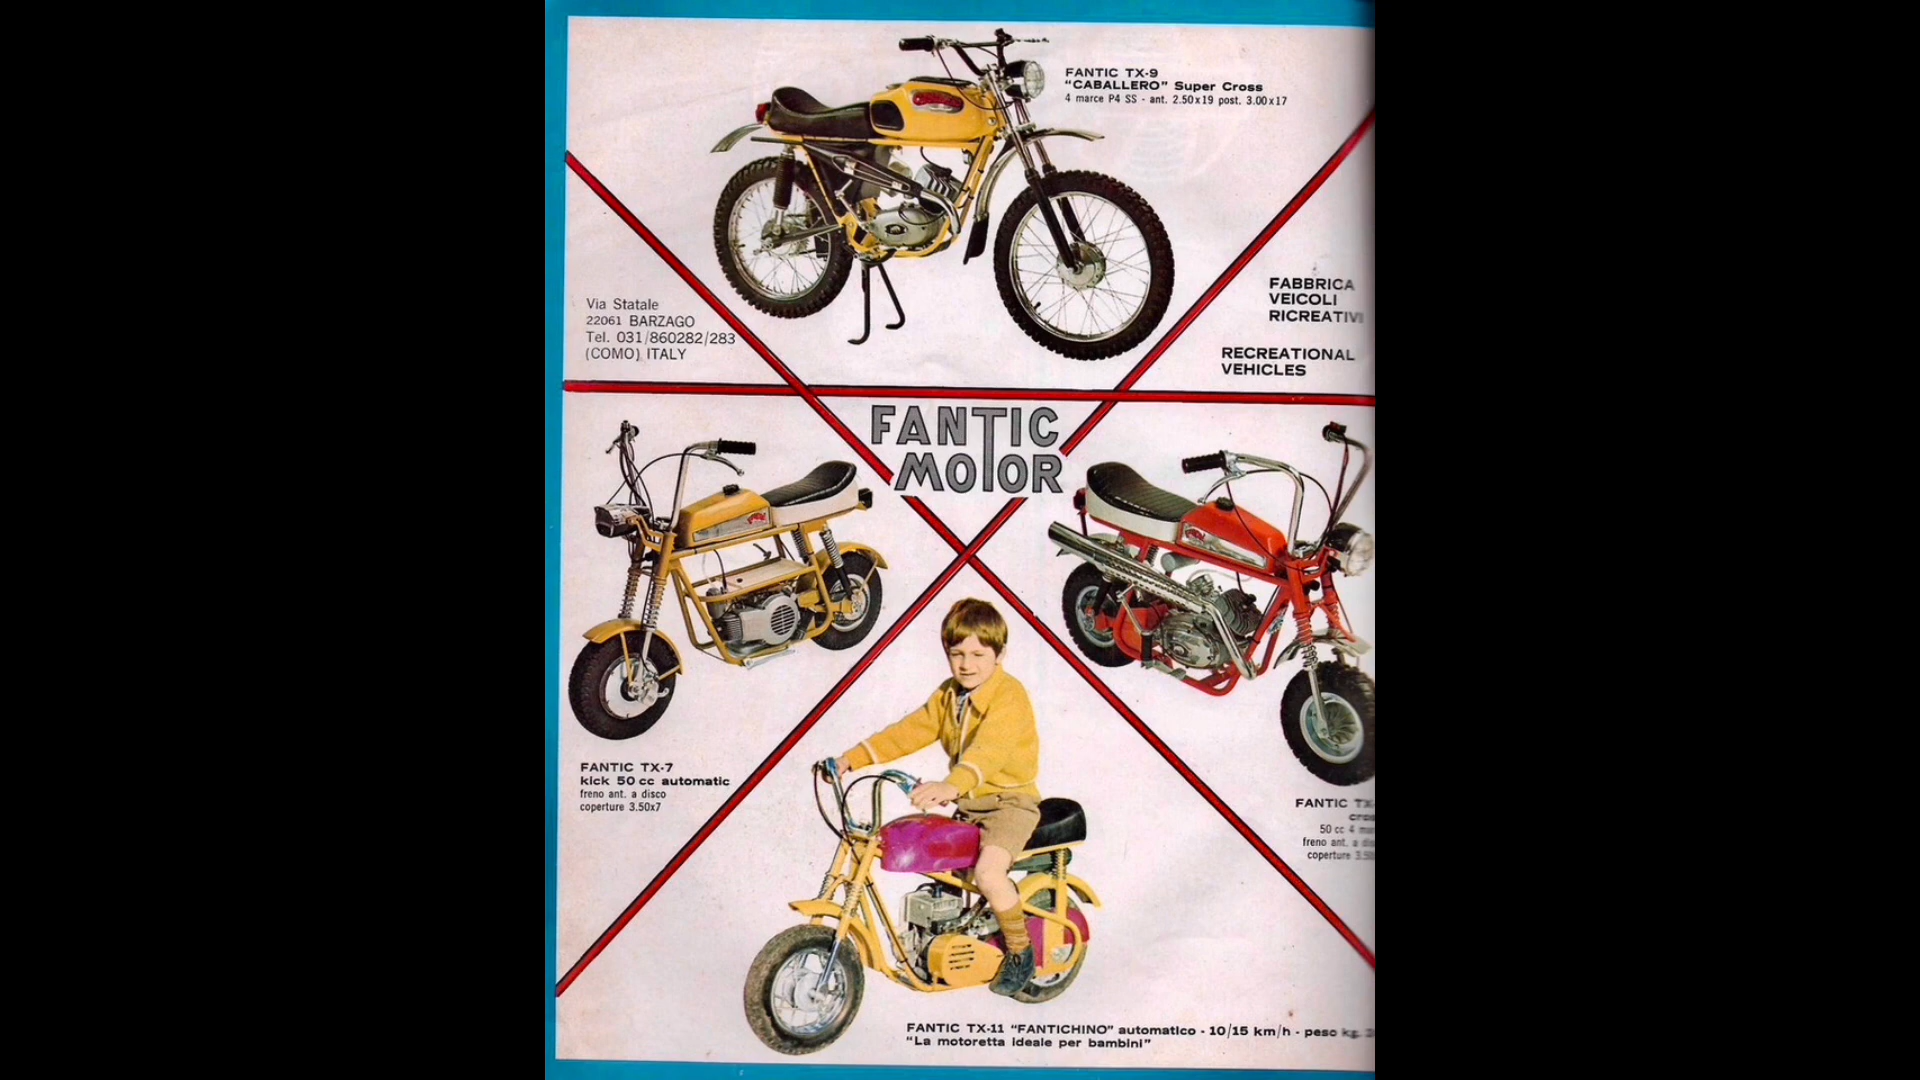 FANTIC TX-9
"CABALLERO" Super Cross
4 marce P4 SS - ant. 2.50x19 post. 3.00x17
Via Statale
22061 BARZAGO
Tel. 031/860282/283
(COMO) ITALY
FABBRICA
VEICOLI
RICREATIVI
RECREATIONAL
VEHICLES
FANTIC
MOTOR
FANTIC TX-7
kick 50 cc automatic
freno ant. a disco
coperture 3.50x7
FANTIC
50 cc 4
freno ant. a
coperture
FANTIC TX-11 "FANTICHINO" automatico - 10/15 km/h - peso kg.
"La motoretta ideale per bambini"